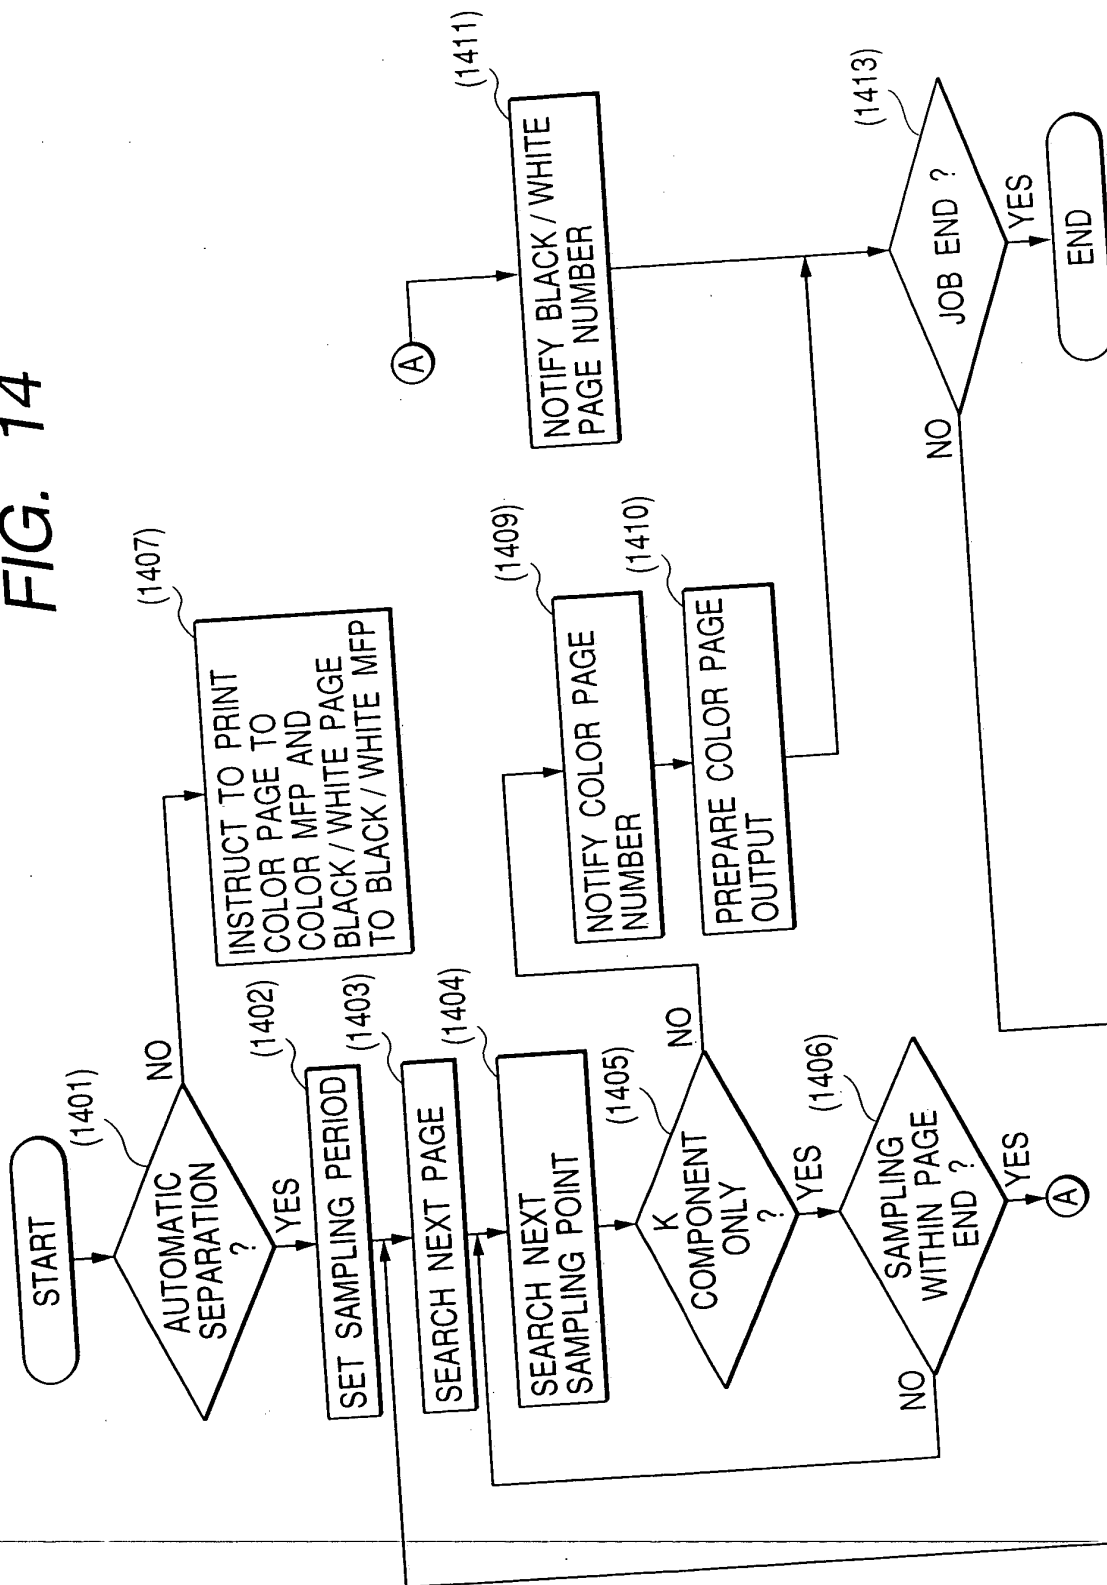 FIG. 14
START
(1401)
AUTOMATIC
SEPARATION
?
NO
YES
(1407)
INSTRUCT TO PRINT
COLOR PAGE TO
COLOR MFP AND
BLACK / WHITE PAGE
TO BLACK / WHITE MFP
(1402)
SET SAMPLING PERIOD
(1403)
SEARCH NEXT PAGE
(1404)
SEARCH NEXT
SAMPLING POINT
(1405)
K
COMPONENT
ONLY
?
NO
YES
(1406)
SAMPLING
WITHIN PAGE
END ?
NO
YES
A
(1409)
NOTIFY COLOR PAGE
NUMBER
(1410)
PREPARE COLOR PAGE
OUTPUT
A
(1411)
NOTIFY BLACK / WHITE
PAGE NUMBER
(1413)
JOB END ?
NO
YES
END